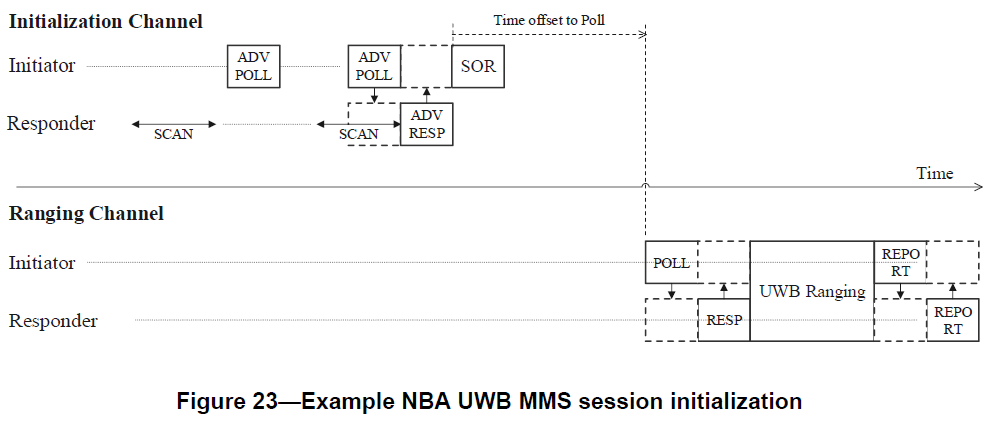 Initialization Channel
Time offset to Poll
Initiator
ADV
POLL
ADV
POLL
SOR
Responder
SCAN
SCAN
ADV
RESP
Time
Ranging Channel
Initiator
POLL
UWB Ranging
REPO
RT
Responder
RESP
REPO
RT
Figure 23—Example NBA UWB MMS session initialization